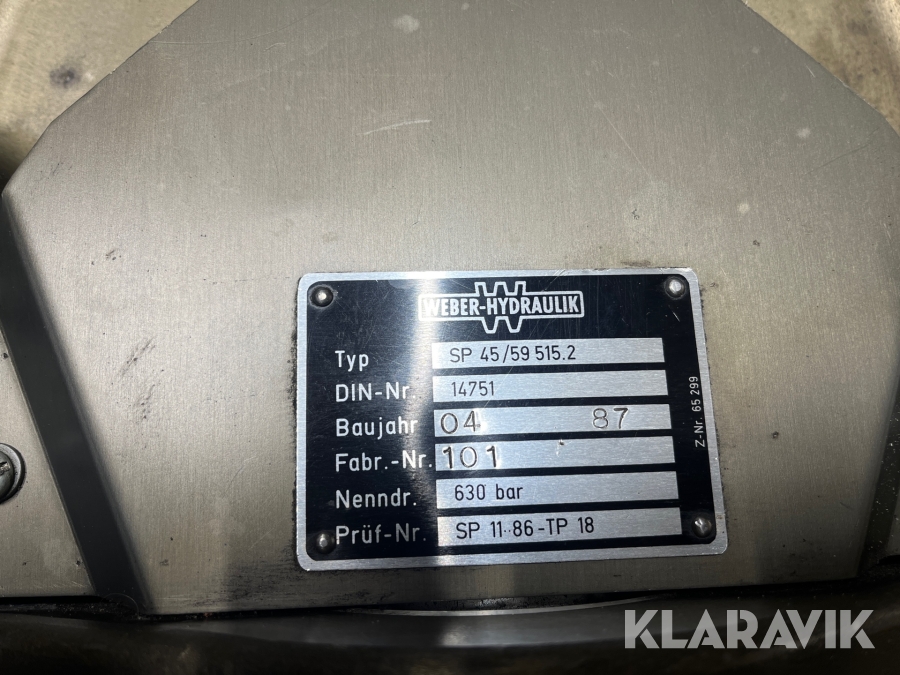 WEBER-HYDRAULIK
Typ SP 45/59 515.2
DIN-Nr. 14751
Baujahr 04 87
Fabr.-Nr. 101
Nenndr. 630 bar
Prüf-Nr. SP 11-86-TP 18
Z-Nr. 65 299
KLARAVIK